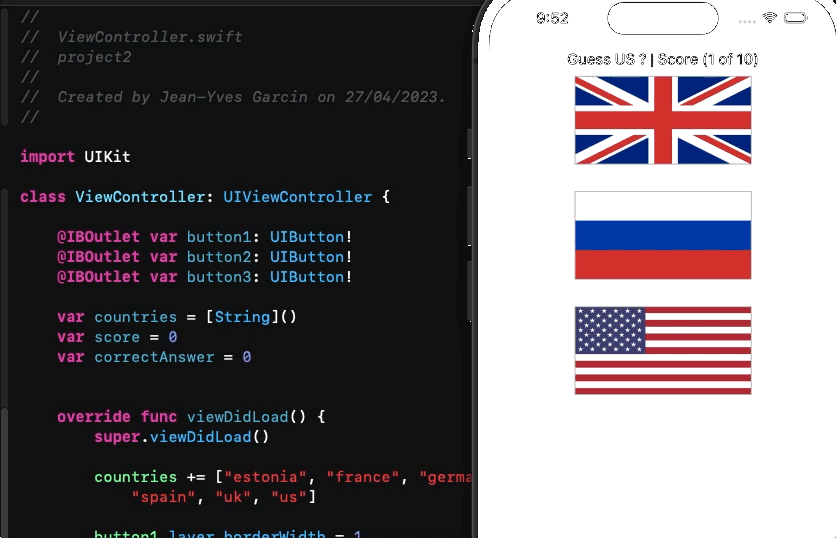 //
//  ViewController.swift
//  project2
//
//  Created by Jean-Yves Garcin on 27/04/2023.
//
import UIKit
class ViewController: UIViewController {
@IBOutlet var button1: UIButton!
@IBOutlet var button2: UIButton!
@IBOutlet var button3: UIButton!
var countries = [String]()
var score = 0
var correctAnswer = 0
override func viewDidLoad() {
super.viewDidLoad()
countries += ["estonia", "france", "germa
"spain", "uk", "us"]
button1.layer.borderWidth = 1
9:52
Guess US ? | Score (1 of 10)